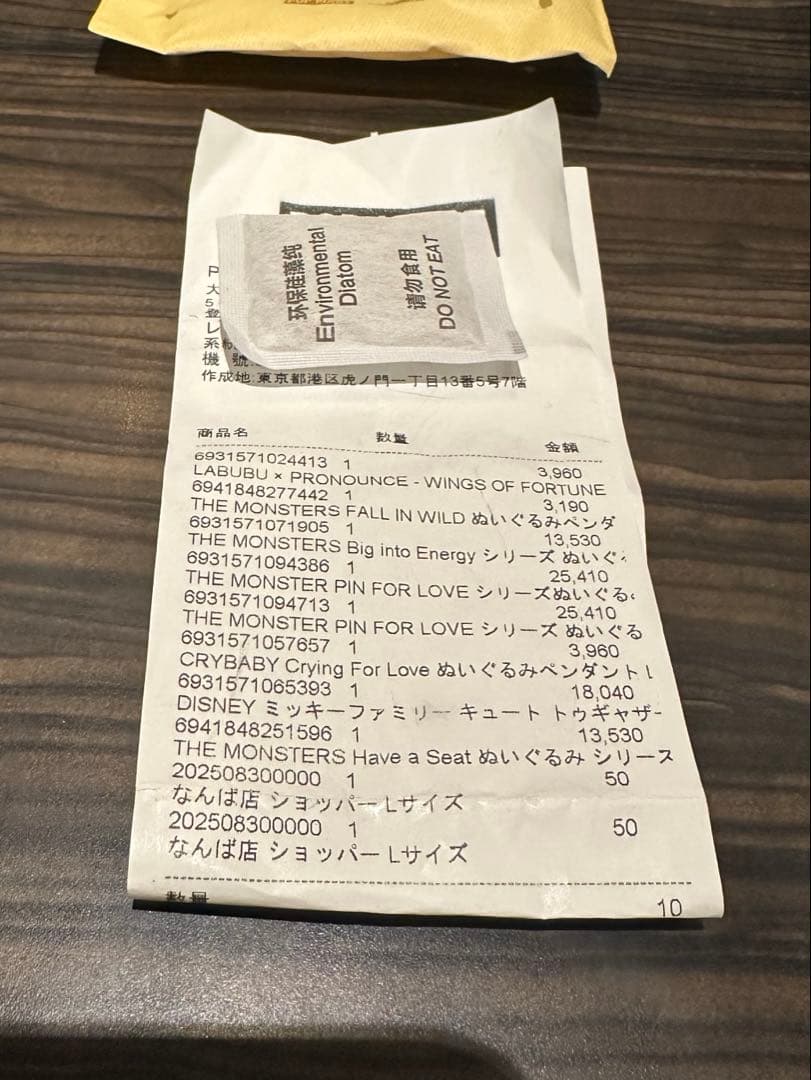 环保硅藻纯
Environmental
Diatom
请勿食用
DO NOT EAT
P
大
5
登
レ
系
機 號
作成地:東京都港区虎ノ門一丁目13番5号7階
商品名 数量 金額
6931571024413 1 3,960
LABUBU × PRONOUNCE - WINGS OF FORTUNE
6941848277442 1 3,190
THE MONSTERS FALL IN WILD ぬいぐるみペンダ
6931571071905 1 13,530
THE MONSTERS Big into Energy シリーズ ぬいぐ
6931571094386 1 25,410
THE MONSTER PIN FOR LOVE シリーズぬいぐる
6931571094713 1 25,410
THE MONSTER PIN FOR LOVE シリーズ ぬいぐる
6931571057657 1 3,960
CRYBABY Crying For Love ぬいぐるみペンダント
6931571065393 1 18,040
DISNEY ミッキーファミリー キュート トゥギャザー
6941848251596 1 13,530
THE MONSTERS Have a Seat ぬいぐるみ シリース
202508300000 1 50
なんば店 ショッパー Lサイズ
202508300000 1 50
なんば店 ショッパー Lサイズ
数量 10